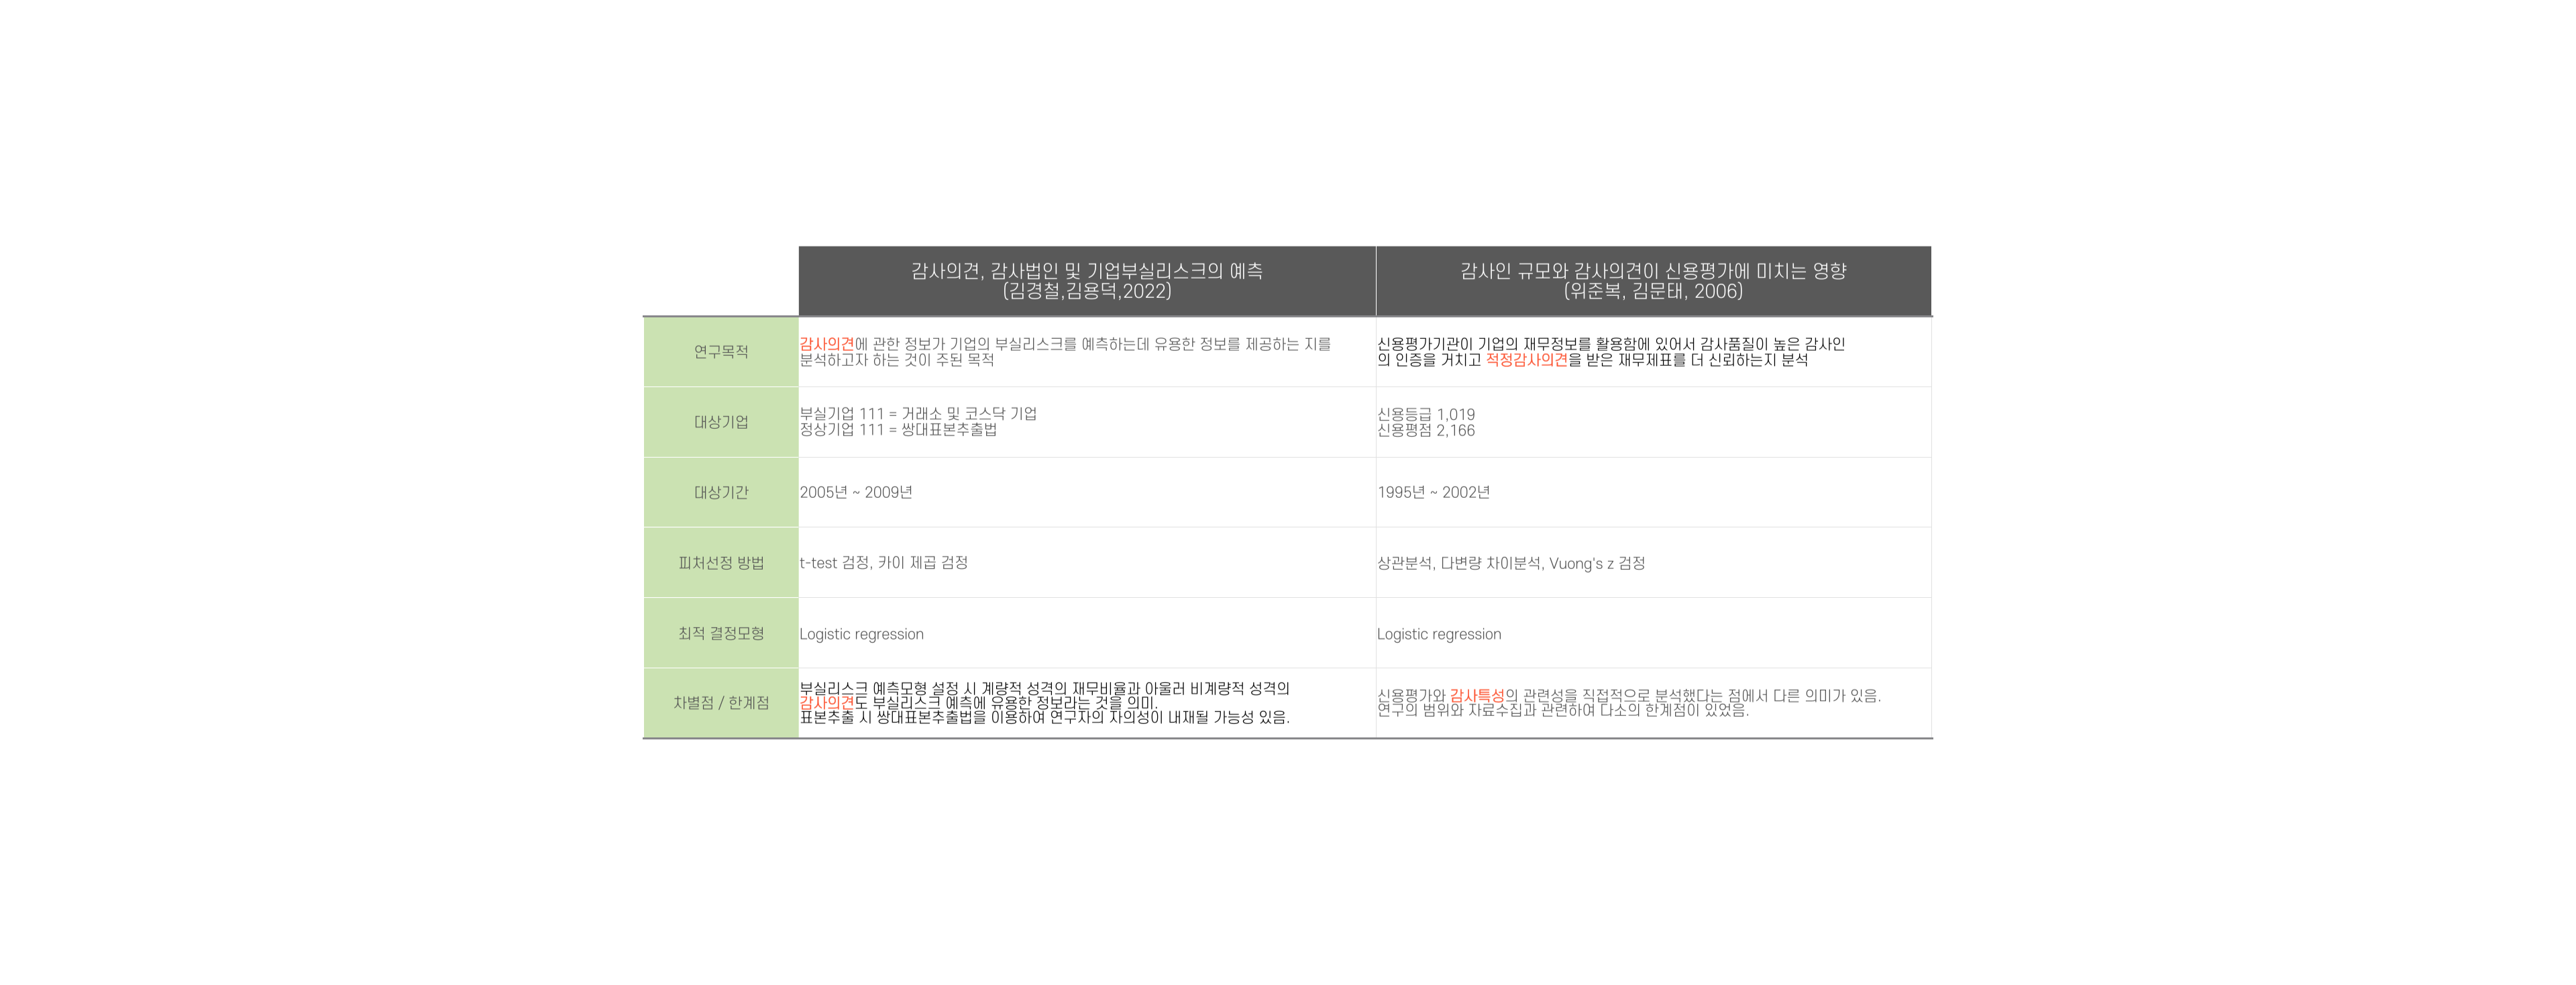 감사의견, 감사법인 및 기업부실리스크의 예측
(김경철,김용덕,2022)
감사인 규모와 감사의견이 신용평가에 미치는 영향
(위준복, 김문태, 2006)
연구목적
감사의견에 관한 정보가 기업의 부실리스크를 예측하는데 유용한 정보를 제공하는 지를
분석하고자 하는 것이 주된 목적
신용평가기관이 기업의 재무정보를 활용함에 있어서 감사품질이 높은 감사인
의 인증을 거치고 적정감사의견을 받은 재무제표를 더 신뢰하는지 분석
대상기업
부실기업 111 = 거래소 및 코스닥 기업
정상기업 111 = 쌍대표본추출법
신용등급 1,019
신용평점 2,166
대상기간
2005년 ~ 2009년
1995년 ~ 2002년
피처선정 방법
t-test 검정, 카이 제곱 검정
상관분석, 다변량 차이분석, Vuong's z 검정
최적 결정모형
Logistic regression
Logistic regression
차별점 / 한계점
부실리스크 예측모형 설정 시 계량적 성격의 재무비율과 아울러 비계량적 성격의
감사의견도 부실리스크 예측에 유용한 정보라는 것을 의미.
표본추출 시 쌍대표본추출법을 이용하여 연구자의 자의성이 내재될 가능성 있음.
신용평가와 감사특성의 관련성을 직접적으로 분석했다는 점에서 다른 의미가 있음.
연구의 범위와 자료수집과 관련하여 다소의 한계점이 있었음.